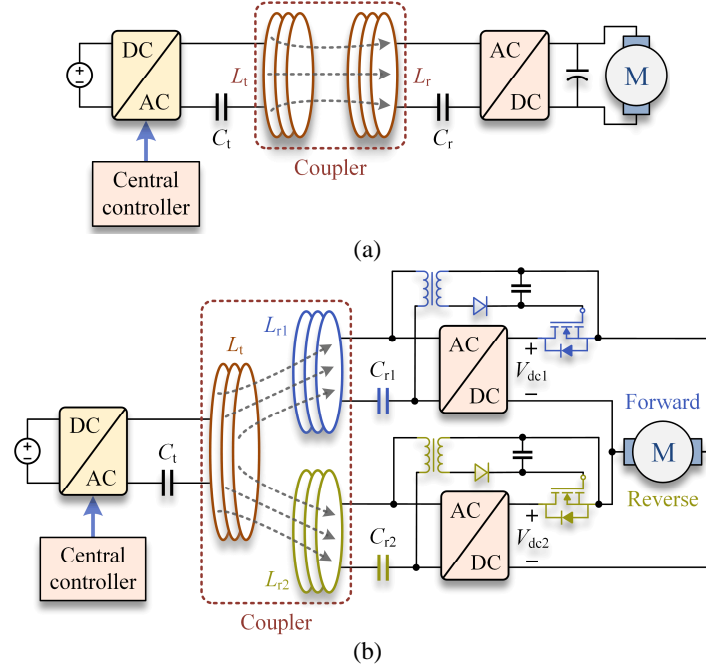 DC
AC
L_t
C_t
Coupler
L_r
C_r
AC
DC
M
Central
controller
(a)
DC
AC
C_t
L_t
L_r1
L_r2
Coupler
C_r1
AC
DC
+
V_dc1
−
Forward
M
Reverse
C_r2
AC
DC
+
V_dc2
−
Central
controller
(b)